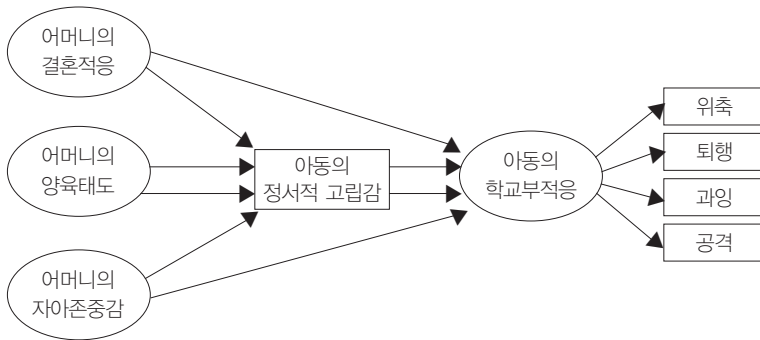 어머니의
결혼적응
어머니의
양육태도
어머니의
자아존중감
아동의
정서적 고립감
아동의
학교부적응
위축
퇴행
과잉
공격